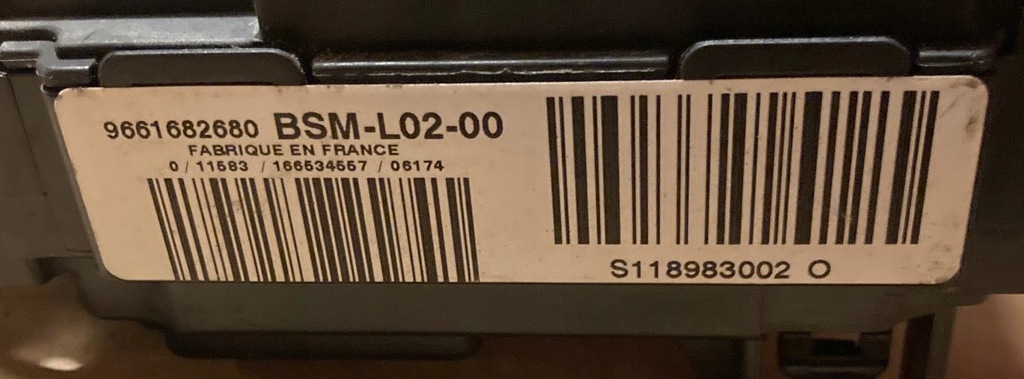 9661682680 BSM-L02-00
FABRIQUE EN FRANCE
0/11583 /166534557 / 06174
S118983002 O